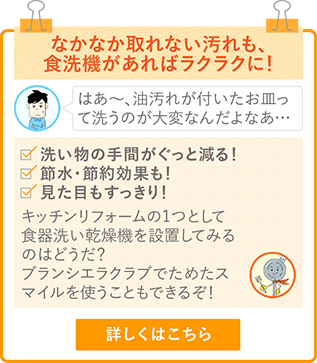 なかなか取れない汚れも、
食洗機があればラクラクに！
はあ〜、油汚れが付いたお皿っ
て洗うのが大変なんだよなあ…
洗い物の手間がぐっと減る！
節水・節約効果も！
見た目もすっきり！
キッチンリフォームの1つとして
食器洗い乾燥機を設置してみる
のはどうだ？
ブランシエラクラブでためたス
マイルを使うこともできるぞ！
詳しくはこちら